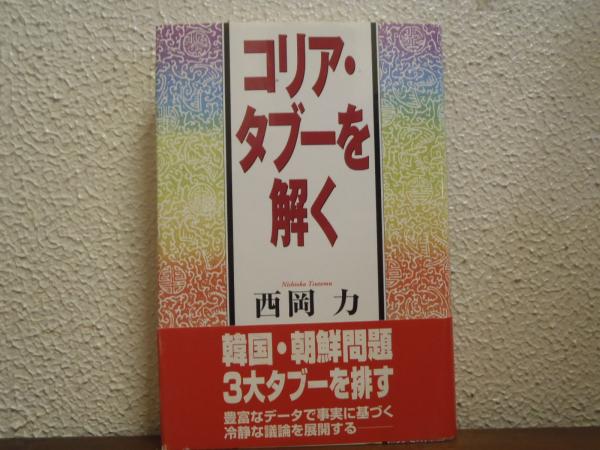 コリア・
タブーを
解く
Nishioka Tsutomu
西岡 力
韓国・朝鮮問題
3大タブーを排す
豊富なデータで事実に基づく
冷静な議論を展開する――